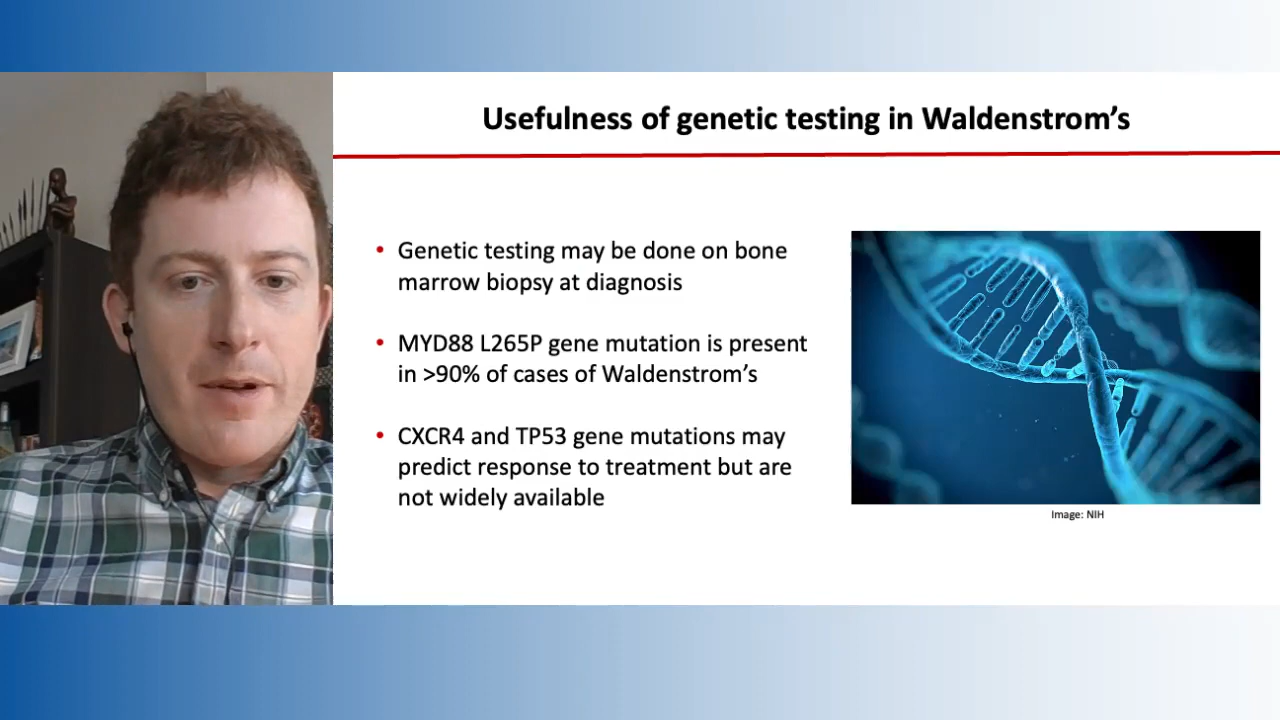 Usefulness of genetic testing in Waldenstrom’s
• Genetic testing may be done on bone
marrow biopsy at diagnosis
• MYD88 L265P gene mutation is present
in >90% of cases of Waldenstrom’s
• CXCR4 and TP53 gene mutations may
predict response to treatment but are
not widely available
Image: NIH